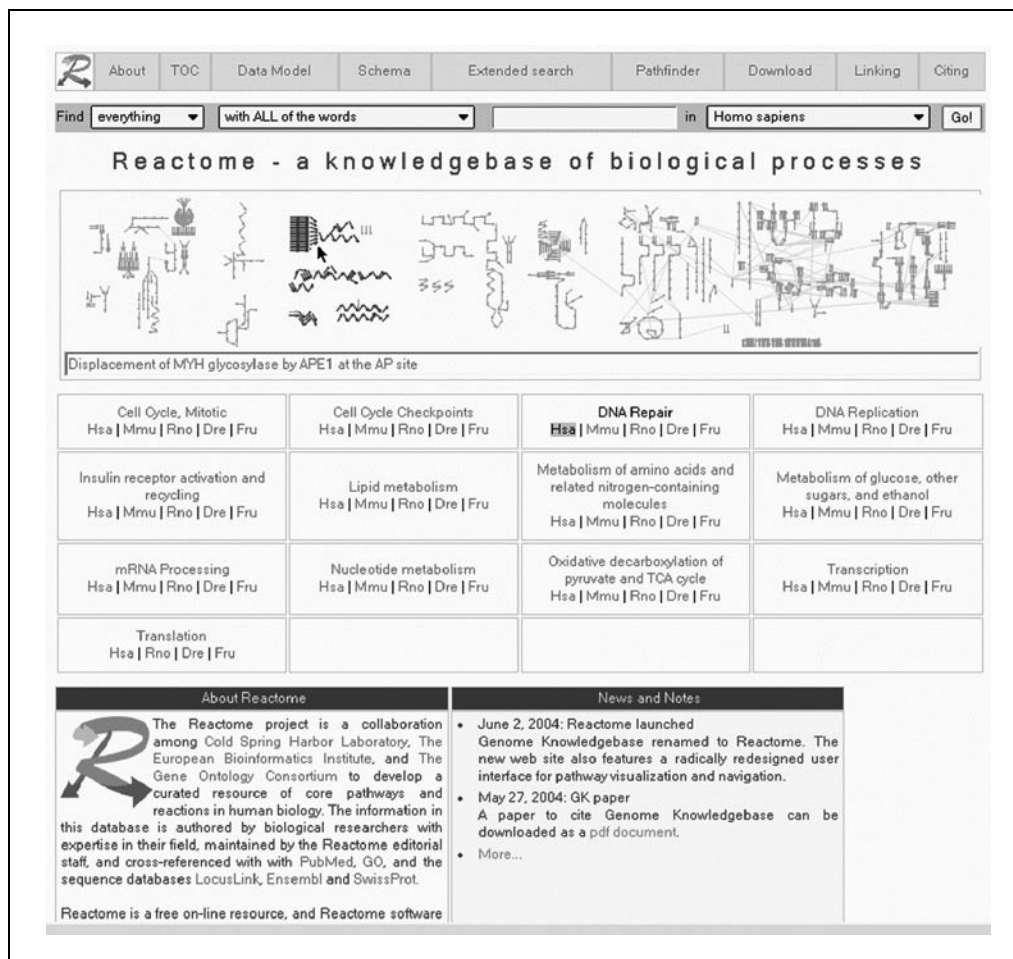 R About TOC Data Model Schema Extended search Pathfinder Download Linking Citing
Find everything with ALL of the words in Homo sapiens Go!
Reactome - a knowledgebase of biological processes
Displacement of MYH glycosylase by APE1 at the AP site
Cell Cycle, Mitotic
Hsa | Mmu | Rno | Dre | Fru
Cell Cycle Checkpoints
Hsa | Mmu | Rno | Dre | Fru
DNA Repair
Hsa | Mmu | Rno | Dre | Fru
DNA Replication
Hsa | Mmu | Rno | Dre | Fru
Insulin receptor activation and
recycling
Hsa | Mmu | Rno | Dre | Fru
Lipid metabolism
Hsa | Mmu | Rno | Dre | Fru
Metabolism of amino acids and
related nitrogen-containing
molecules
Hsa | Mmu | Rno | Dre | Fru
Metabolism of glucose, other
sugars, and ethanol
Hsa | Mmu | Rno | Dre | Fru
mRNA Processing
Hsa | Mmu | Rno | Dre | Fru
Nucleotide metabolism
Hsa | Mmu | Rno | Dre | Fru
Oxidative decarboxylation of
pyruvate and TCA cycle
Hsa | Mmu | Rno | Dre | Fru
Transcription
Hsa | Mmu | Rno | Dre | Fru
Translation
Hsa | Rno | Dre | Fru
About Reactome
R
The Reactome project is a collaboration
among Cold Spring Harbor Laboratory, The
European Bioinformatics Institute, and The
Gene Ontology Consortium to develop a
curated resource of core pathways and
reactions in human biology. The information in
this database is authored by biological researchers with
expertise in their field, maintained by the Reactome editorial
staff, and cross-referenced with with PubMed, GO, and the
sequence databases LocusLink, Ensembl and SwissProt.
Reactome is a free on-line resource, and Reactome software
News and Notes
• June 2, 2004: Reactome launched
Genome Knowledgebase renamed to Reactome. The
new web site also features a radically redesigned user
interface for pathway visualization and navigation.
• May 27, 2004: GK paper
A paper to cite Genome Knowledgebase can be
downloaded as a pdf document.
• More...